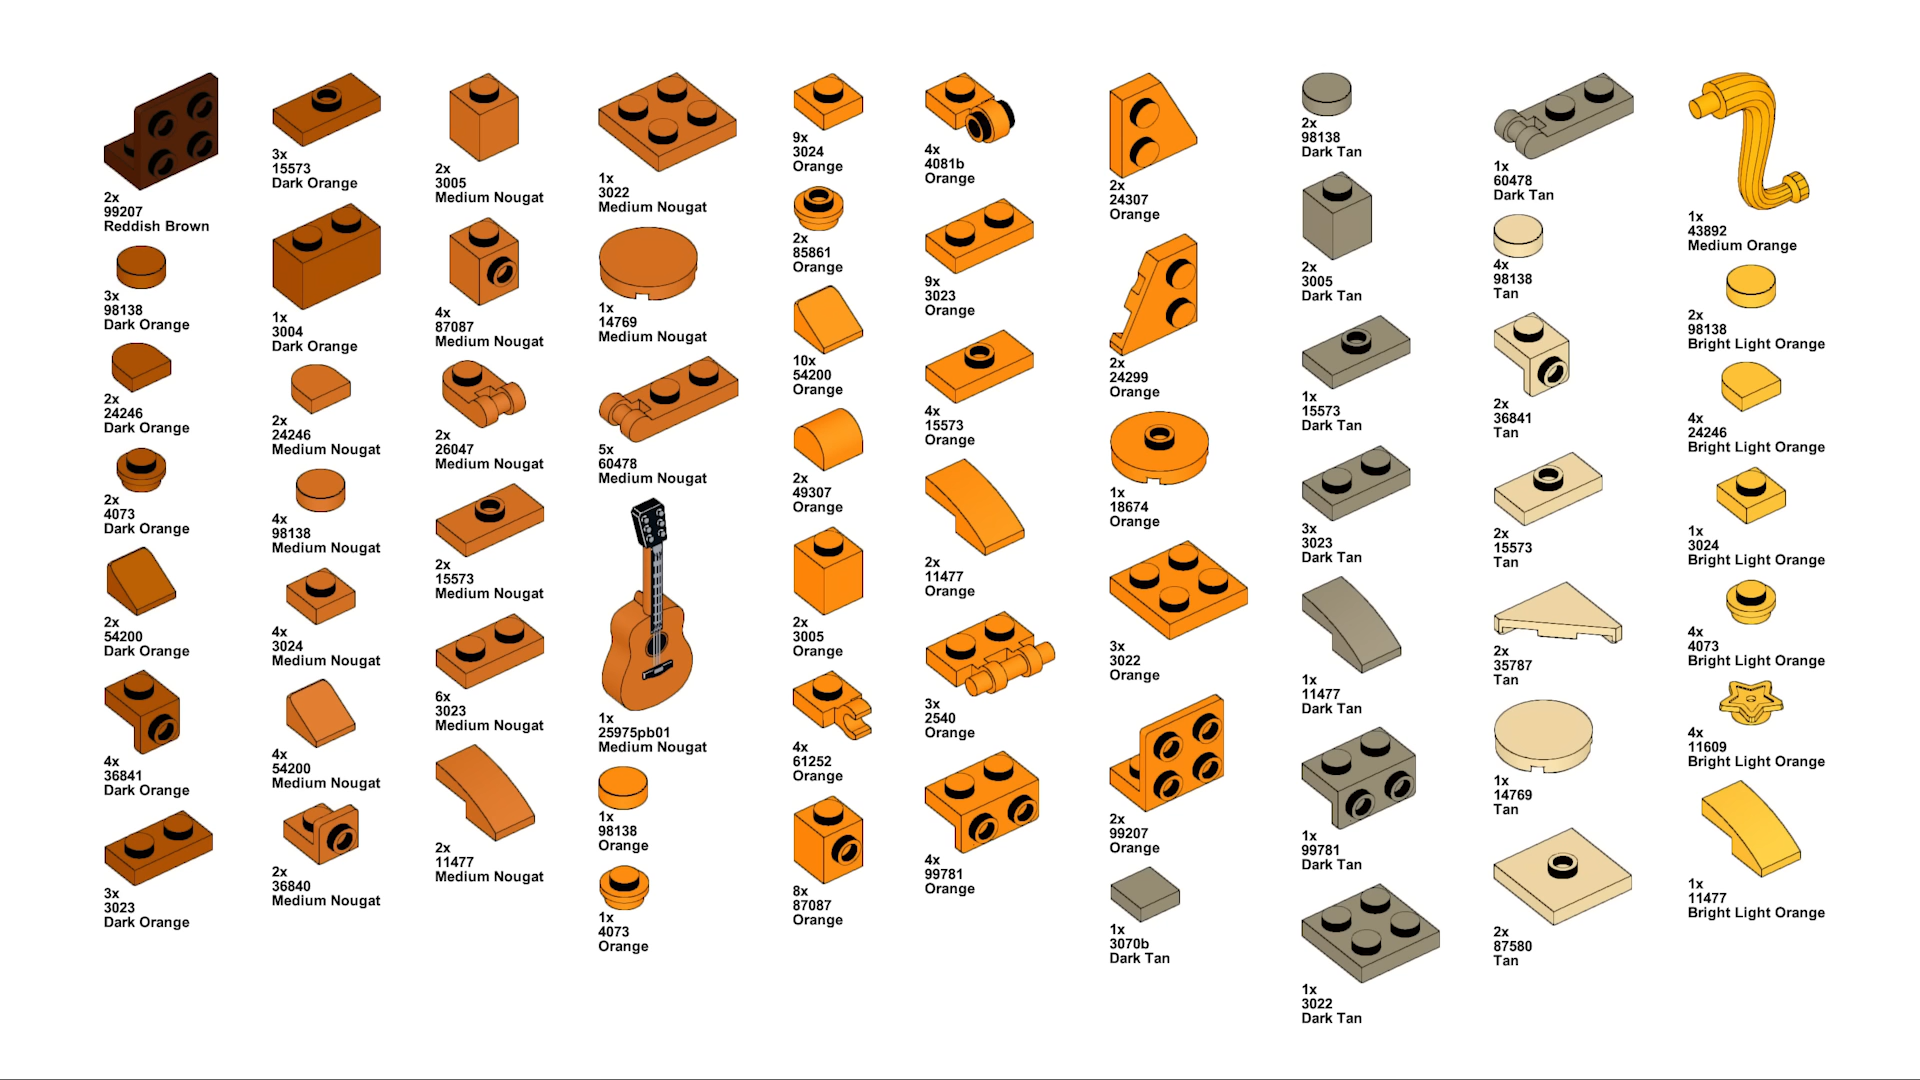 2x
99207
Reddish Brown
3x
98138
Dark Orange
2x
24246
Dark Orange
2x
4073
Dark Orange
2x
54200
Dark Orange
4x
36841
Dark Orange
3x
3023
Dark Orange
3x
15573
Dark Orange
1x
3004
Dark Orange
2x
24246
Medium Nougat
4x
98138
Medium Nougat
4x
3024
Medium Nougat
4x
54200
Medium Nougat
2x
36840
Medium Nougat
2x
3005
Medium Nougat
4x
87087
Medium Nougat
2x
26047
Medium Nougat
2x
15573
Medium Nougat
6x
3023
Medium Nougat
2x
11477
Medium Nougat
1x
3022
Medium Nougat
1x
14769
Medium Nougat
5x
60478
Medium Nougat
1x
25975pb01
Medium Nougat
1x
98138
Orange
1x
4073
Orange
9x
3024
Orange
2x
85861
Orange
10x
54200
Orange
2x
49307
Orange
2x
3005
Orange
4x
61252
Orange
8x
87087
Orange
4x
4081b
Orange
9x
3023
Orange
4x
15573
Orange
2x
11477
Orange
3x
2540
Orange
4x
99781
Orange
2x
24307
Orange
2x
24299
Orange
1x
18674
Orange
3x
3022
Orange
2x
99207
Orange
1x
3070b
Dark Tan
2x
98138
Dark Tan
2x
3005
Dark Tan
1x
15573
Dark Tan
3x
3023
Dark Tan
1x
11477
Dark Tan
1x
99781
Dark Tan
1x
3022
Dark Tan
1x
60478
Dark Tan
4x
98138
Tan
2x
36841
Tan
2x
15573
Tan
2x
35787
Tan
1x
14769
Tan
2x
87580
Tan
1x
43892
Medium Orange
2x
98138
Bright Light Orange
4x
24246
Bright Light Orange
1x
3024
Bright Light Orange
4x
4073
Bright Light Orange
4x
11609
Bright Light Orange
1x
11477
Bright Light Orange